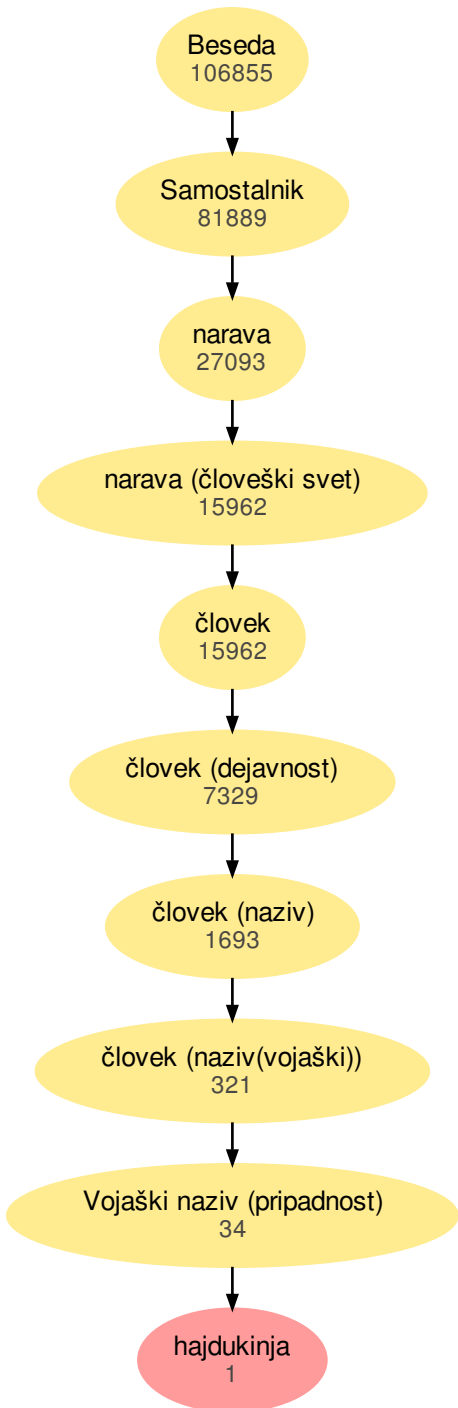 Beseda
106855
Samostalnik
81889
narava
27093
narava (človeški svet)
15962
človek
15962
človek (dejavnost)
7329
človek (naziv)
1693
človek (naziv(vojaški))
321
Vojaški naziv (pripadnost)
34
hajdukinja
1